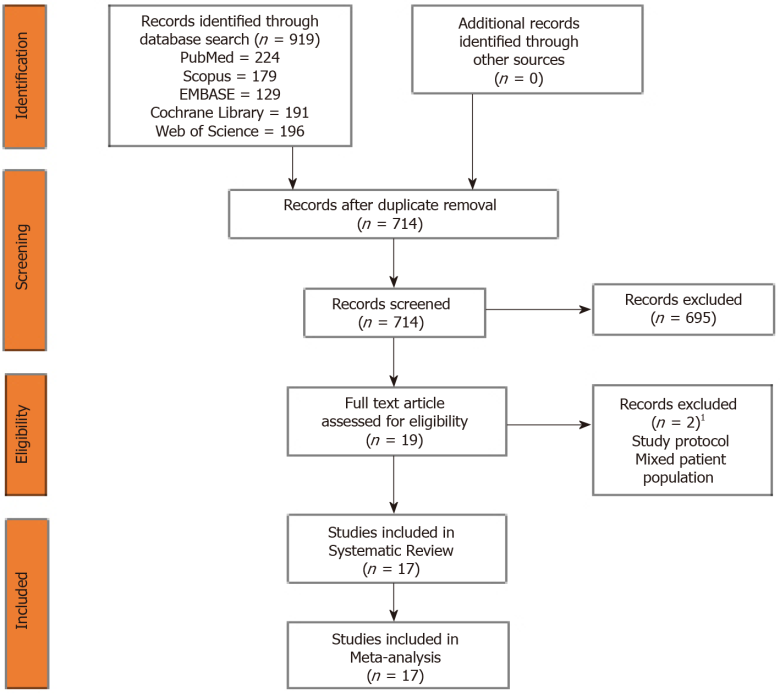 Identification
Records identified through
database search (n = 919)
PubMed = 224
Scopus = 179
EMBASE = 129
Cochrane Library = 191
Web of Science = 196
Additional records
identified through
other sources
(n = 0)
Screening
Records after duplicate removal
(n = 714)
Records screened
(n = 714)
Records excluded
(n = 695)
Eligibility
Full text article
assessed for eligibility
(n = 19)
Records excluded
(n = 2)¹
Study protocol
Mixed patient
population
Included
Studies included in
Systematic Review
(n = 17)
Studies included in
Meta-analysis
(n = 17)